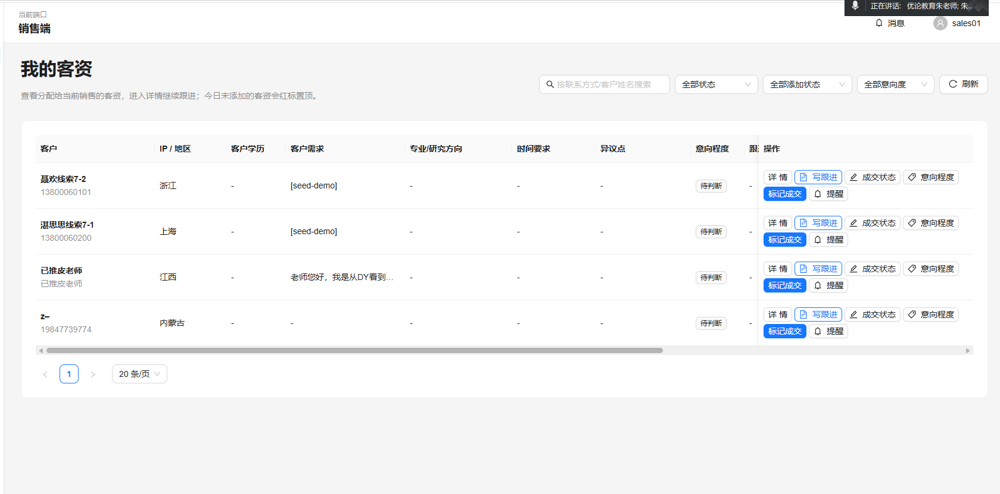 正在讲话: 优论教育朱老师; 朱...
当前端口
销售端
消息
sales01
我的客资
查看分配给当前销售的客资，进入详情继续跟进；今日未添加的客资会红标置顶。
按联系方式/客户姓名搜索
全部状态
全部添加状态
全部意向度
刷新
客户 IP / 地区 客户学历 客户需求 专业/研究方向 时间要求 异议点 意向程度 操作
聂欢线索7-2
13800060101
浙江 - [seed-demo] - - - 待判断 -
详 情 写跟进 成交状态 意向程度
标记成交 提醒
湛思思线索7-1
13800060200
上海 - [seed-demo] - - - 待判断 -
详 情 写跟进 成交状态 意向程度
标记成交 提醒
已推皮老师
已推皮老师
江西 - 老师您好，我是从DY看到... - - - 待判断 -
详 情 写跟进 成交状态 意向程度
标记成交 提醒
z–
19847739774
内蒙古 - - - - - 待判断 -
详 情 写跟进 成交状态 意向程度
标记成交 提醒
< 1 > 20 条/页